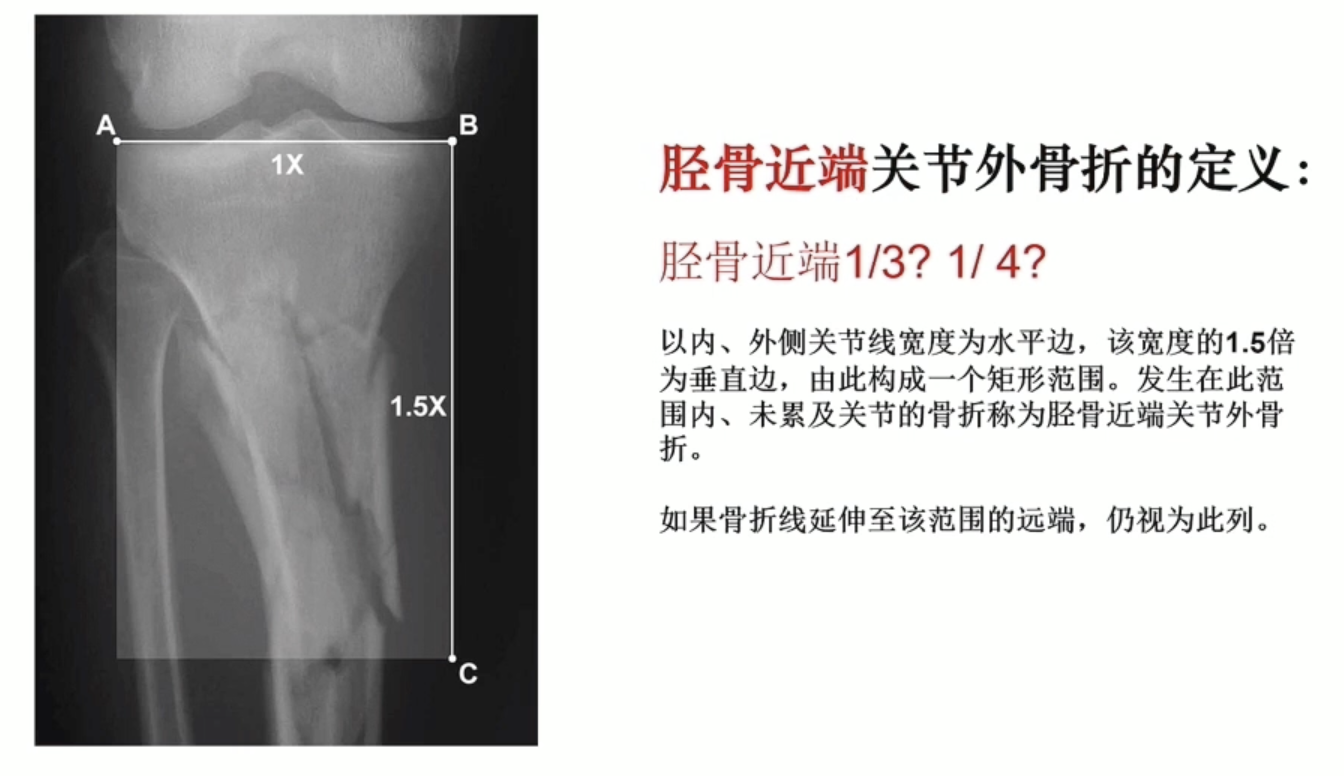 A
B
1X
1.5X
C
胫骨近端关节外骨折的定义：
胫骨近端1/3? 1/ 4?
以内、外侧关节线宽度为水平边，该宽度的1.5倍
为垂直边，由此构成一个矩形范围。发生在此范
围内、未累及关节的骨折称为胫骨近端关节外骨
折。
如果骨折线延伸至该范围的远端，仍视为此列。